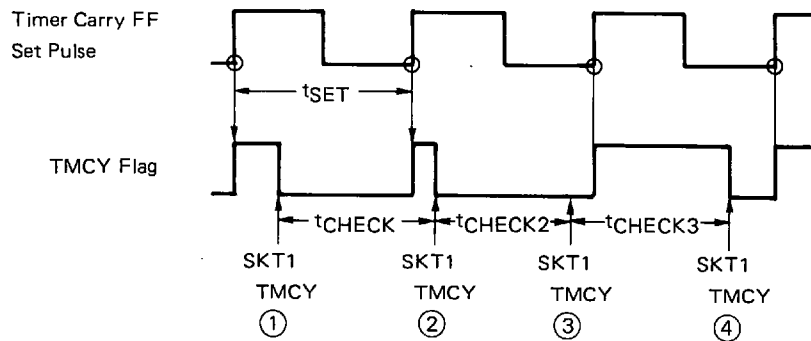 Timer Carry FF
Set Pulse
tSET
TMCY Flag
tCHECK
tCHECK2
tCHECK3
SKT1 SKT1 SKT1 SKT1
TMCY TMCY TMCY TMCY
① ② ③ ④